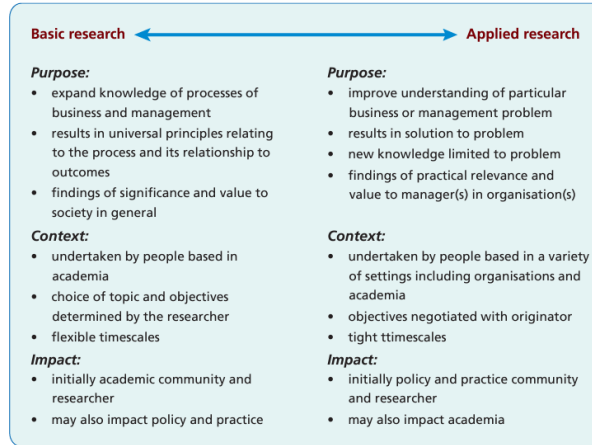 Basic research
Applied research
Purpose:
• expand knowledge of processes of
business and management
• results in universal principles relating
to the process and its relationship to
outcomes
• findings of significance and value to
society in general
Context:
• undertaken by people based in
academia
• choice of topic and objectives
determined by the researcher
• flexible timescales
Impact:
• initially academic community and
researcher
• may also impact policy and practice
Purpose:
• improve understanding of particular
business or management problem
• results in solution to problem
• new knowledge limited to problem
• findings of practical relevance and
value to manager(s) in organisation(s)
Context:
• undertaken by people based in a variety
of settings including organisations and
academia
• objectives negotiated with originator
• tight ttimescales
Impact:
• initially policy and practice community
and researcher
• may also impact academia